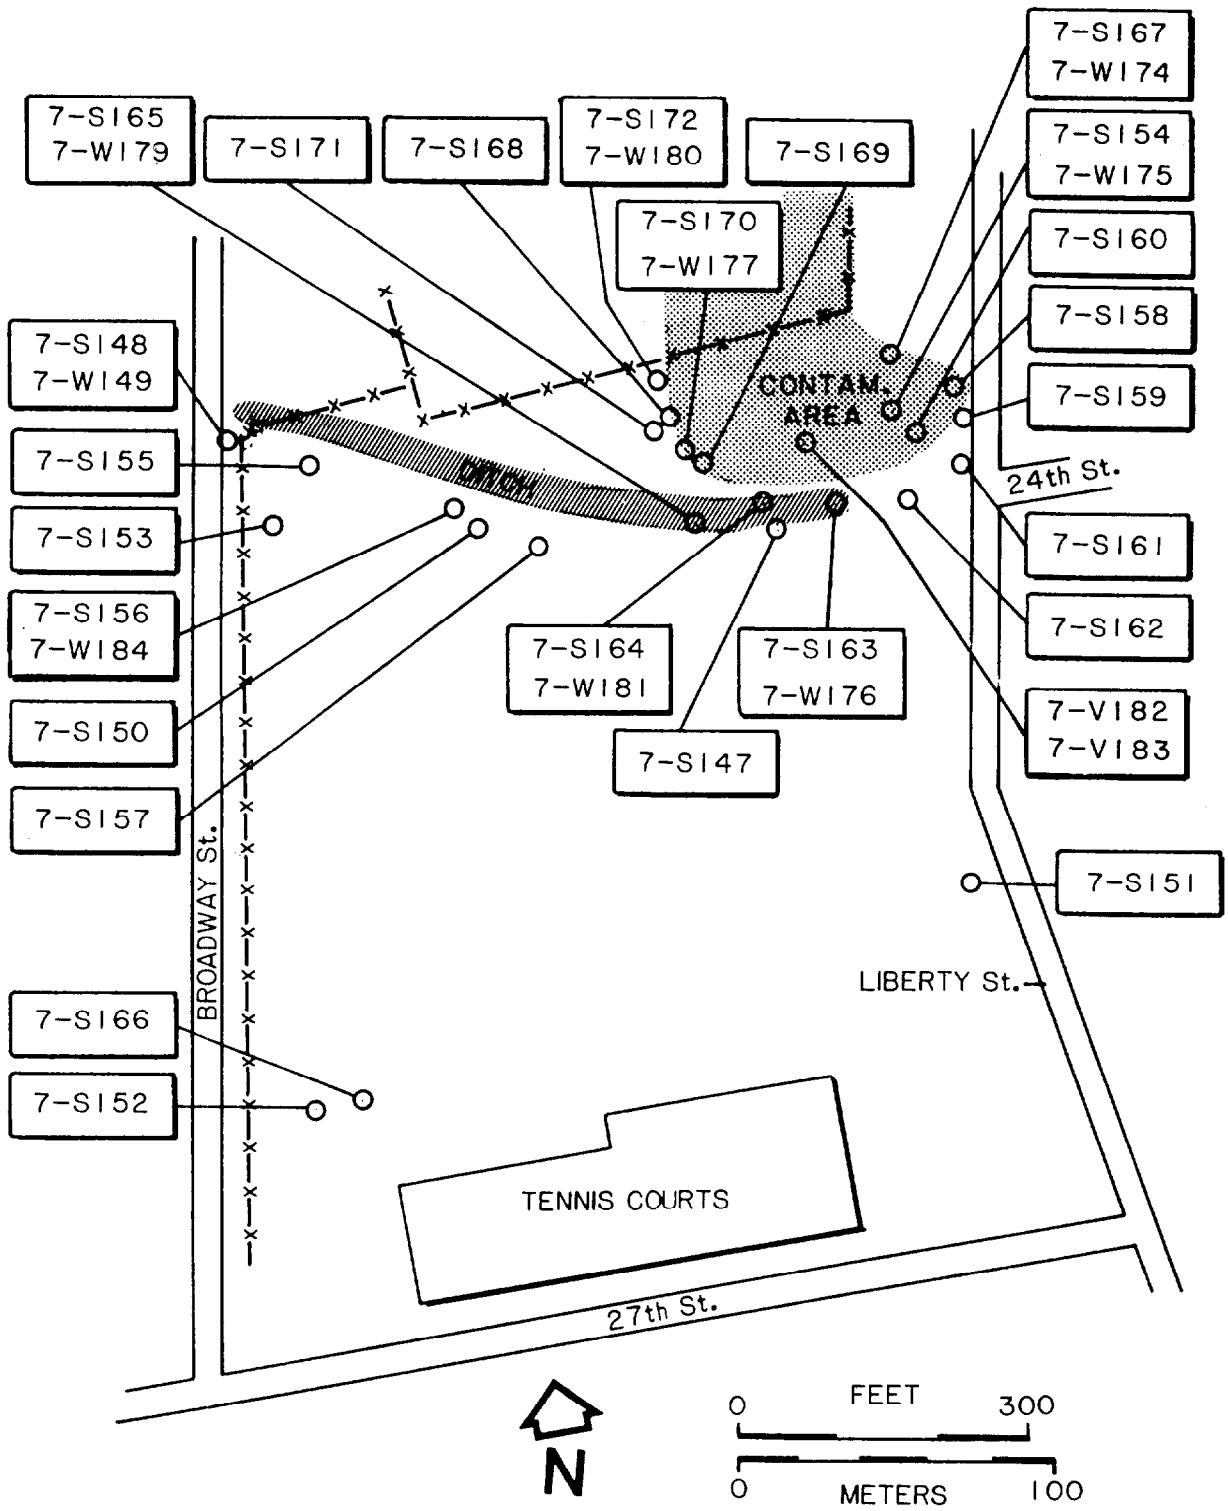 7-S167
7-W174
7-S165
7-W179
7-S171
7-S168
7-S172
7-W180
7-S169
7-S154
7-W175
7-S170
7-W177
7-S160
7-S158
7-S148
7-W149
CONTAM.
AREA
7-S159
7-S155
DITCH
24th St.
7-S153
7-S161
7-S156
7-W184
7-S164
7-W181
7-S163
7-W176
7-S162
7-S150
7-S147
7-V182
7-V183
7-S157
BROADWAY St.
7-S151
LIBERTY St.
7-S166
7-S152
TENNIS COURTS
27th St.
N
FEET
0 300
0 100
METERS